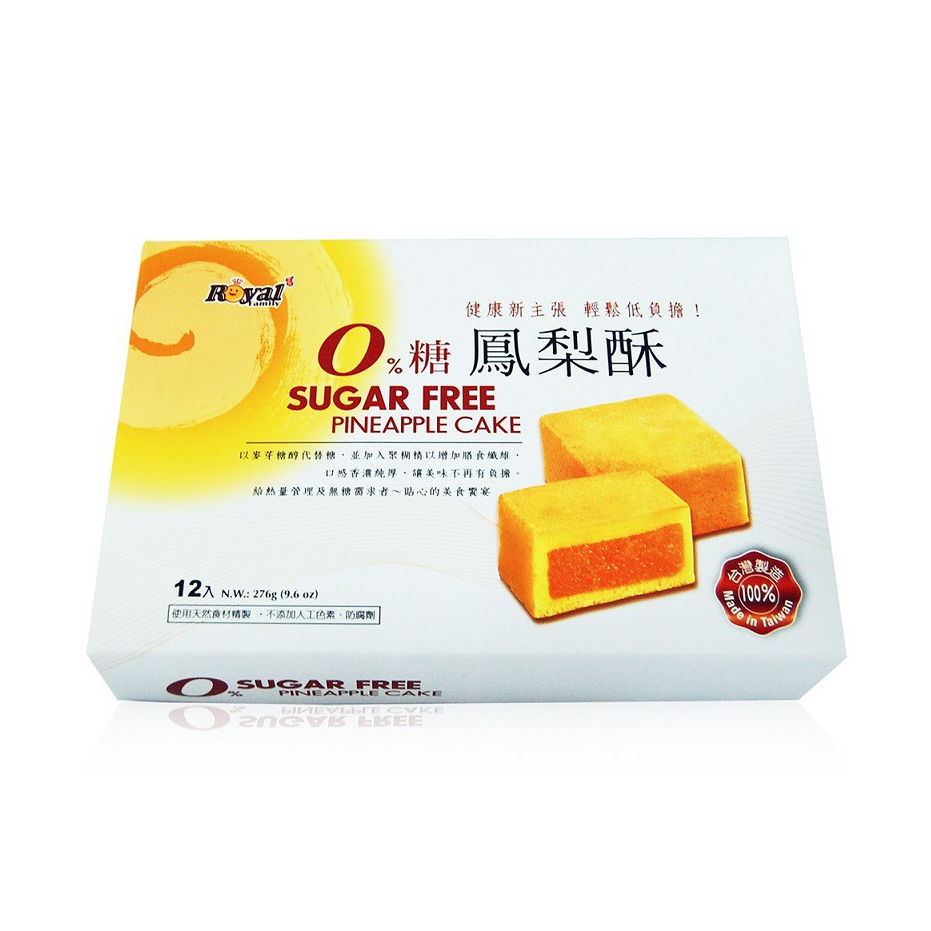 Royal
Family
健康新主張 輕鬆低負擔！
0%糖 鳳梨酥
SUGAR FREE
PINEAPPLE CAKE
以麥芽糖醇代替糖，並加入聚糊精以增加膳食纖維，
口感香濃純厚，讓美味不再有負擔。
給熱量管理及無糖需求者～貼心的美食饗宴
12入 N.W.: 276g (9.6 oz)
使用天然食材精製．不添加人工色素、防腐劑
台灣製造
100%
Made in Taiwan
0% SUGAR FREE
PINEAPPLE CAKE